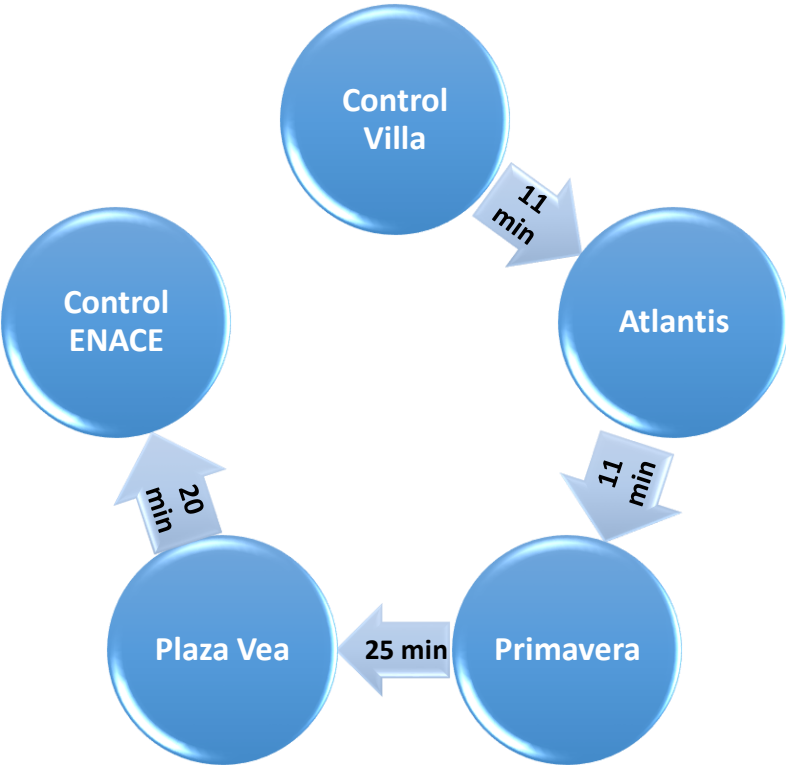 Control
Villa
11
min
Atlantis
11
min
Primavera
25 min
Plaza Vea
20
min
Control
ENACE